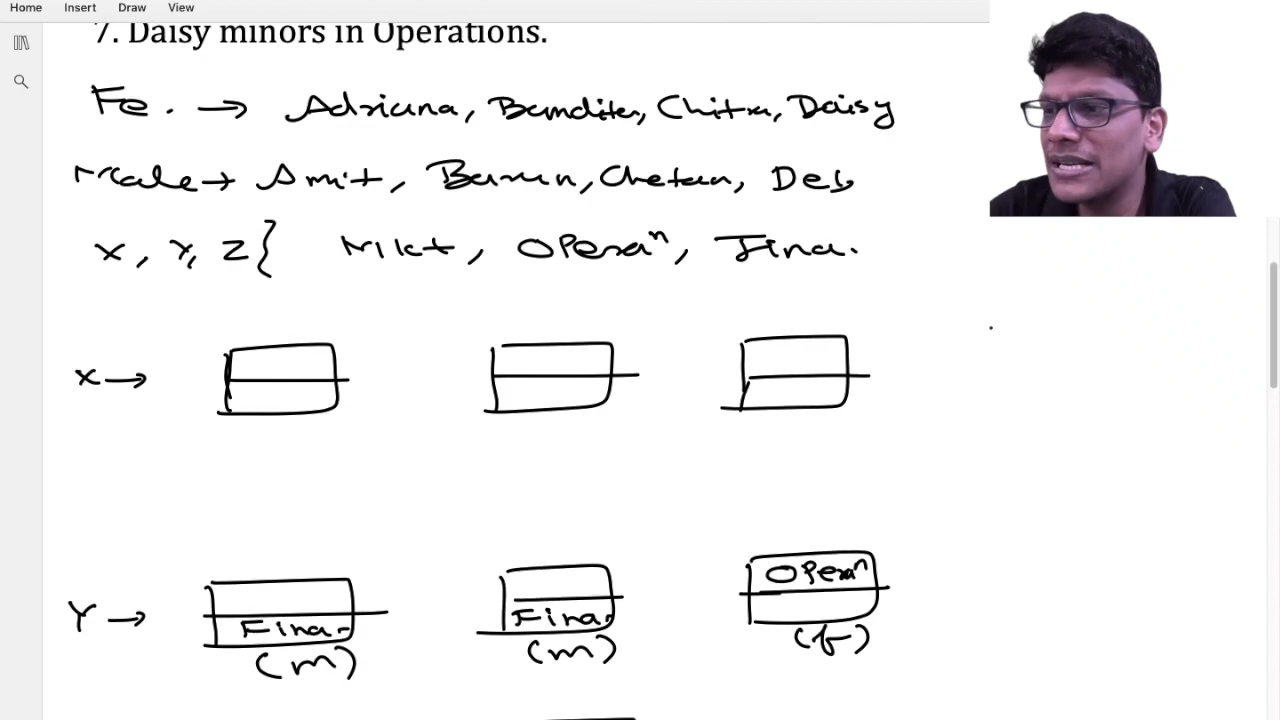 Home Insert Draw View
7. Daisy minors in Operations.
Fe. → Adriana, Bandita, Chitra, Daisy
Male → Amit, Barun, Chetan, Deb
X, Y, Z } Mkt, Operaⁿ, Fina.
X →
Operaⁿ
Y → Fina. Fina.
(m) (m) (f)